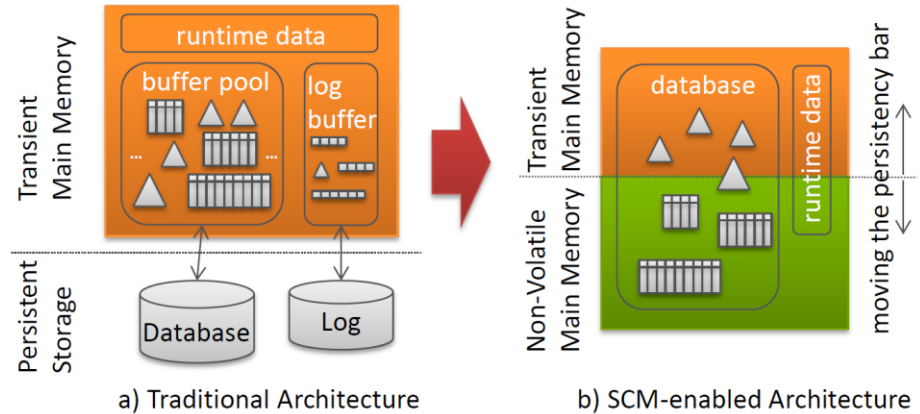 Transient
Main Memory
runtime data
buffer pool
...
...
log
buffer
Persistent
Storage
Database
Log
a) Traditional Architecture
Transient
Main Memory
Non-Volatile
Main Memory
database
runtime data
moving the persistency bar
b) SCM-enabled Architecture